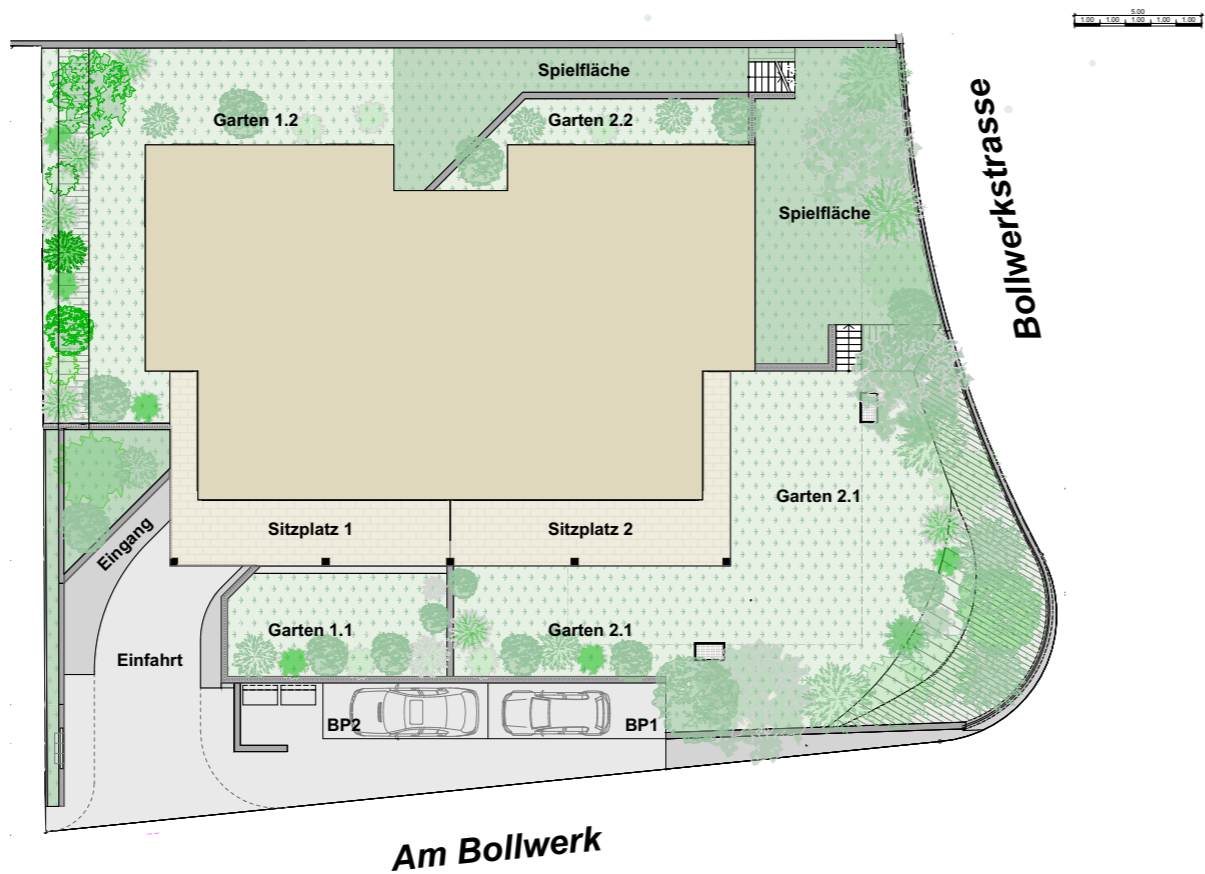 5.00
1.00 1.00 1.00 1.00 1.00
Spielfläche
Garten 1.2
Garten 2.2
Bollwerkstrasse
Spielfläche
Garten 2.1
Sitzplatz 1
Sitzplatz 2
Eingang
Garten 1.1
Garten 2.1
Einfahrt
BP2
BP1
Am Bollwerk